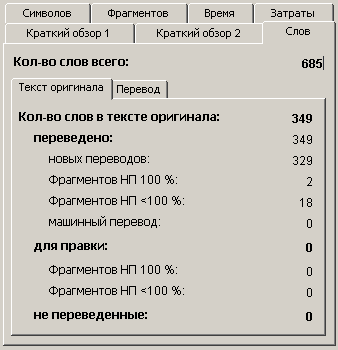 Символов Фрагментов Время Затраты
Краткий обзор 1 Краткий обзор 2 Слов
Кол-во слов всего: 685
Текст оригинала Перевод
Кол-во слов в тексте оригинала: 349
переведено: 349
новых переводов: 329
Фрагментов НП 100 %: 2
Фрагментов НП <100 %: 18
машинный перевод: 0
для правки: 0
Фрагментов НП 100 %: 0
Фрагментов НП <100 %: 0
не переведенные: 0